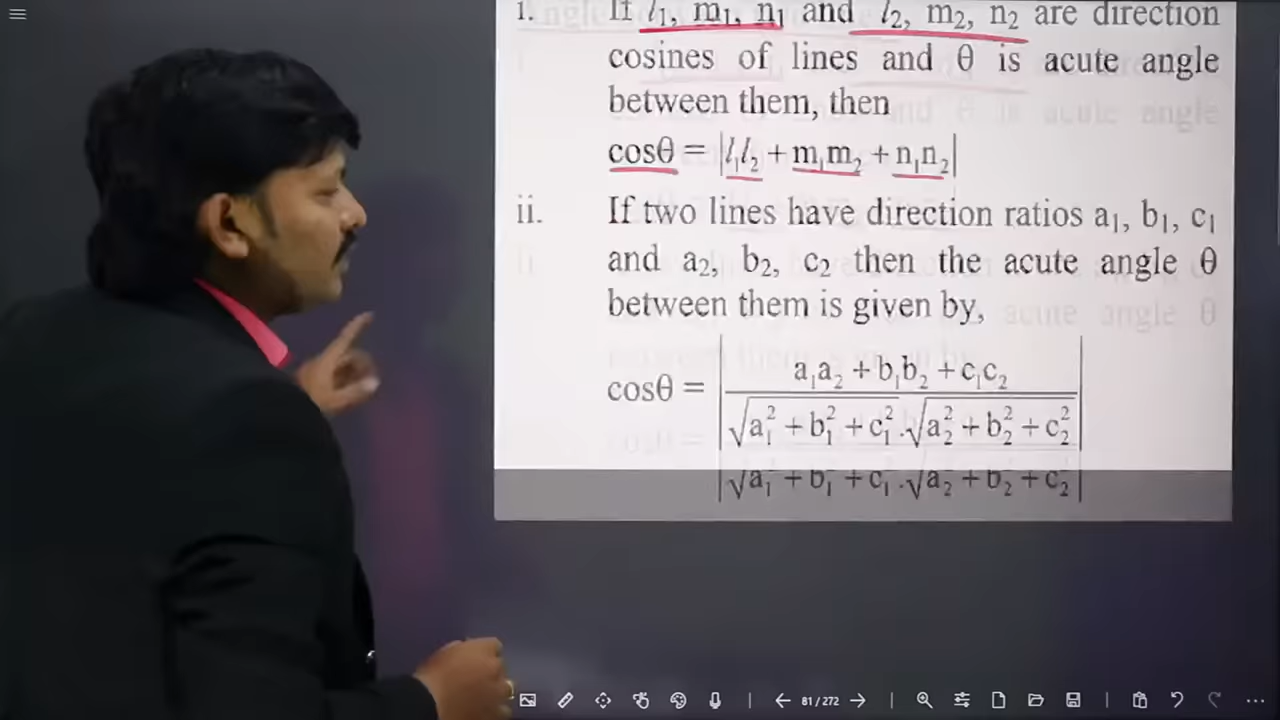 i. If l₁, m₁, n₁ and l₂, m₂, n₂ are direction
cosines of lines and θ is acute angle
between them, then
cosθ = |l₁l₂ + m₁m₂ + n₁n₂|
ii. If two lines have direction ratios a₁, b₁, c₁
and a₂, b₂, c₂ then the acute angle θ
between them is given by,
cosθ = |(a₁a₂ + b₁b₂ + c₁c₂) / (√(a₁² + b₁² + c₁²) . √(a₂² + b₂² + c₂²))|
81 / 272